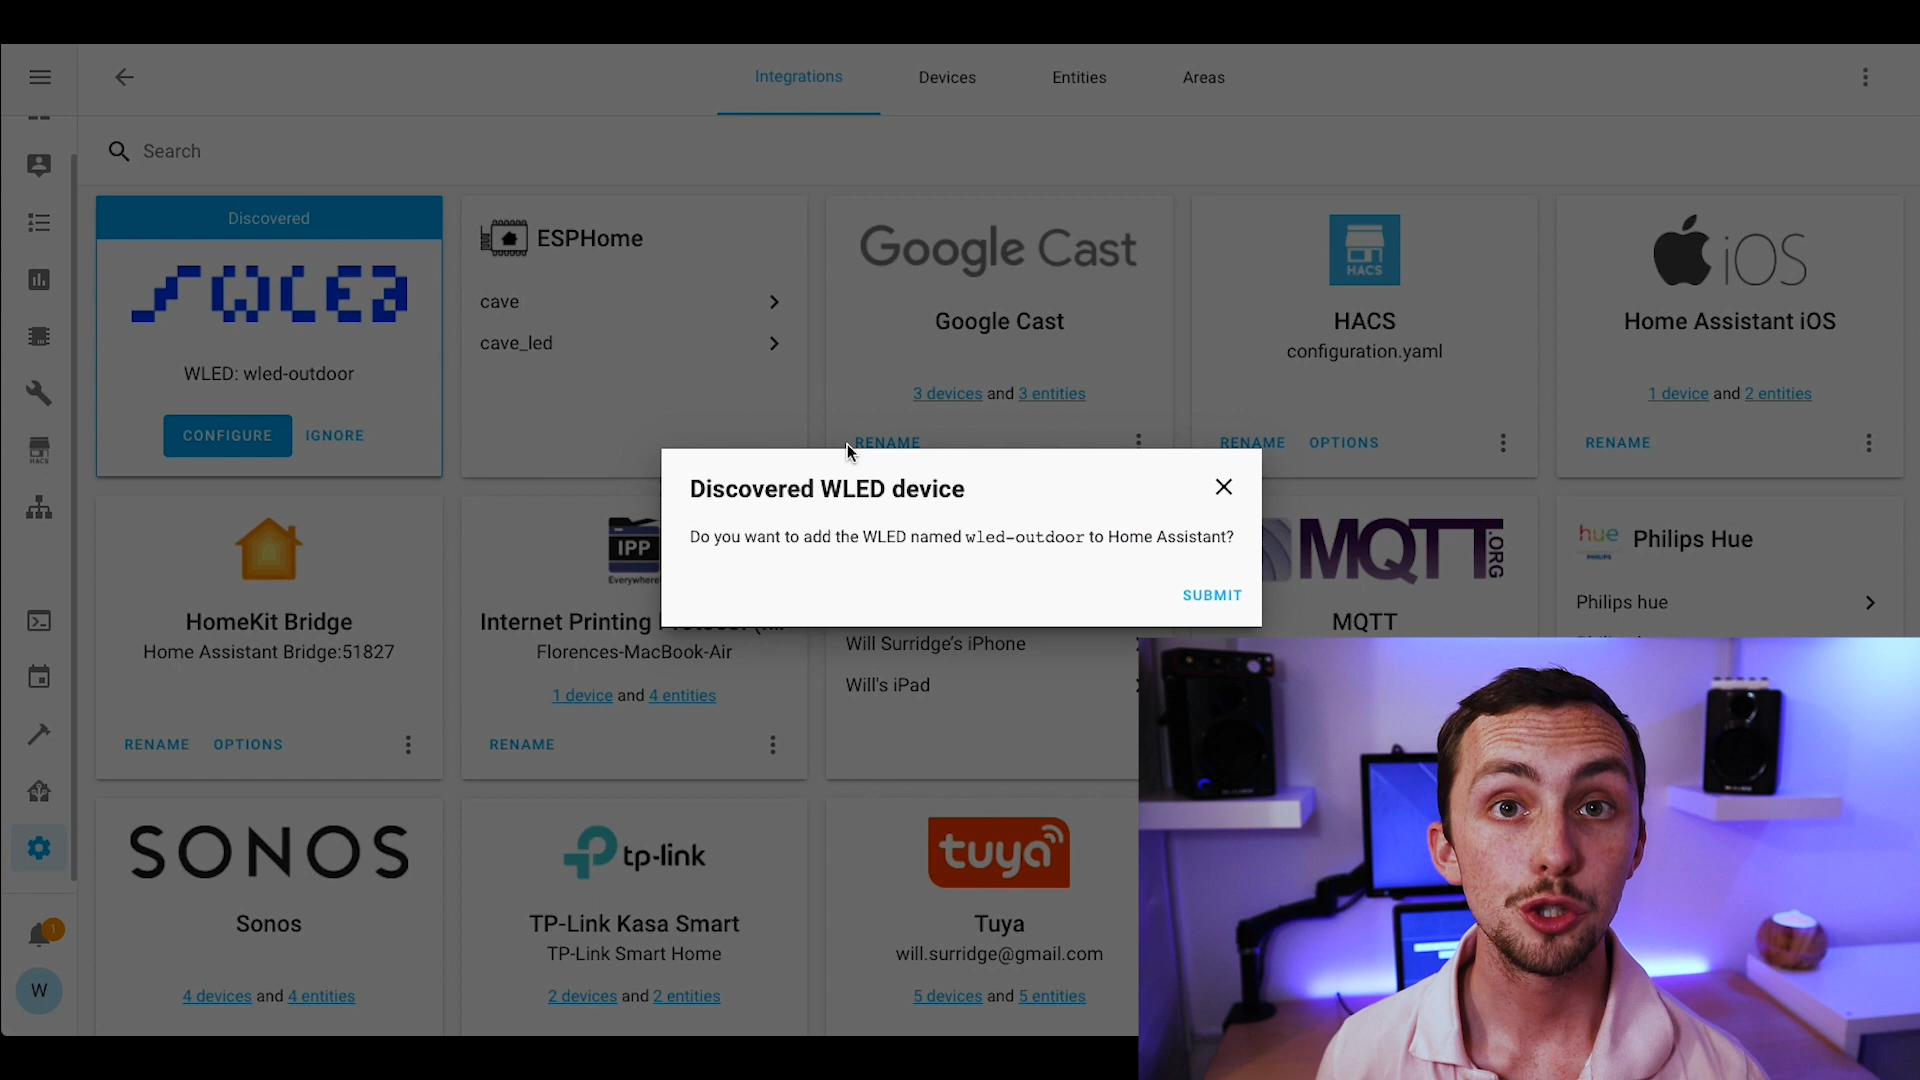 Integrations
Devices
Entities
Areas
Search
Discovered
WLED
WLED: wled-outdoor
CONFIGURE
IGNORE
ESPHome
cave
cave_led
Google Cast
Google Cast
3 devices and 3 entities
RENAME
HACS
HACS
configuration.yaml
RENAME
OPTIONS
iOS
Home Assistant iOS
1 device and 2 entities
RENAME
Discovered WLED device
Do you want to add the WLED named wled-outdoor to Home Assistant?
SUBMIT
HACS
HomeKit Bridge
Home Assistant Bridge:51827
RENAME
OPTIONS
IPP
Everywhere
Internet Printing
Florences-MacBook-Air
1 device and 4 entities
RENAME
Will Surridge's iPhone
Will's iPad
MQTT.ORG
MQTT
hue
PHILIPS
Philips Hue
Philips hue
SONOS
Sonos
4 devices and 4 entities
tp-link
TP-Link Kasa Smart
TP-Link Smart Home
2 devices and 2 entities
tuya
Tuya
will.surridge@gmail.com
5 devices and 5 entities
1
W